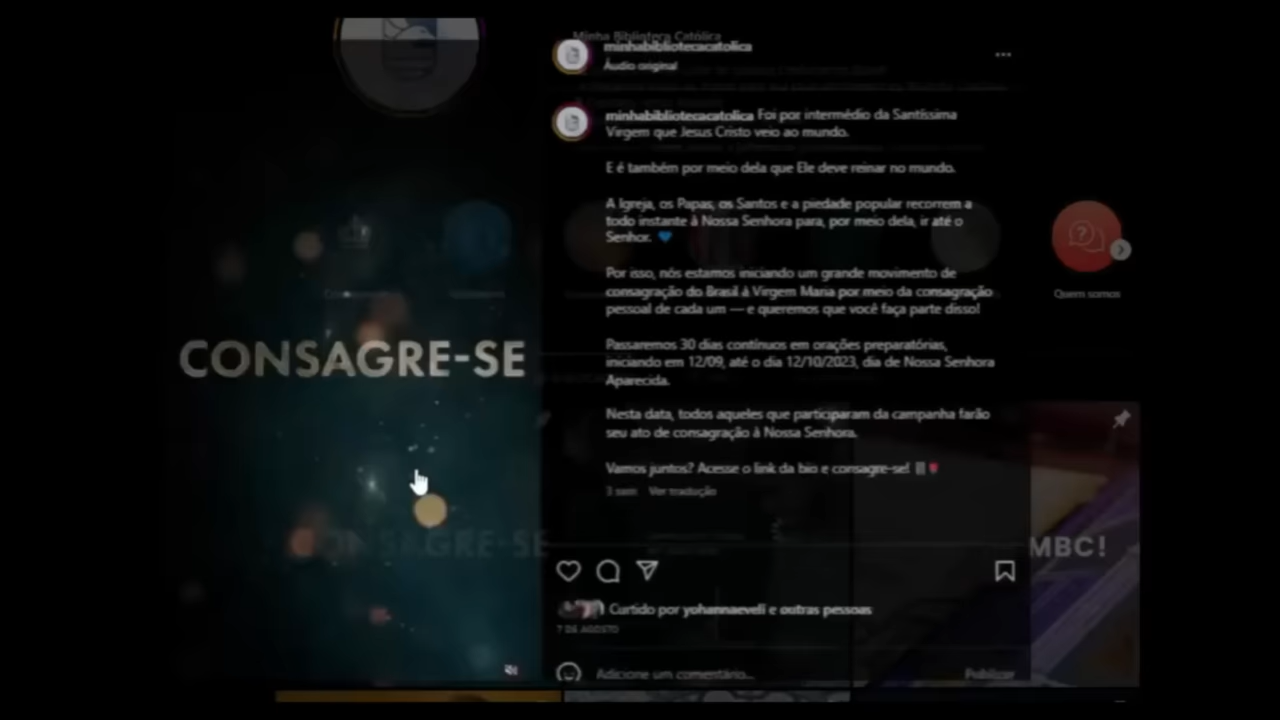 Minha Biblioteca Católica
minhabibliotecacatolica
Áudio original
minhabibliotecacatolica Foi por intermédio da Santíssima
Virgem que Jesus Cristo veio ao mundo.
E é também por meio dela que Ele deve reinar no mundo.
A Igreja, os Papas, os Santos e a piedade popular recorrem a
todo instante à Nossa Senhora para, por meio dela, ir até o
Senhor. 💙
Por isso, nós estamos iniciando um grande movimento de
consagração do Brasil à Virgem Maria por meio da consagração
pessoal de cada um — e queremos que você faça parte disso!
Passaremos 30 dias contínuos em orações preparatórias,
iniciando em 12/09, até o dia 12/10/2023, dia de Nossa Senhora
Aparecida.
Nesta data, todos aqueles que participaram da campanha farão
seu ato de consagração à Nossa Senhora.
Vamos juntos? Acesse o link da bio e consagre-se!
3 sem Ver tradução
Quem somos
CONSAGRE-SE
CONSAGRE-SE
MBC!
Curtido por yohannaeveli e outras pessoas
7 DE AGOSTO
Adicione um comentário...
Publicar